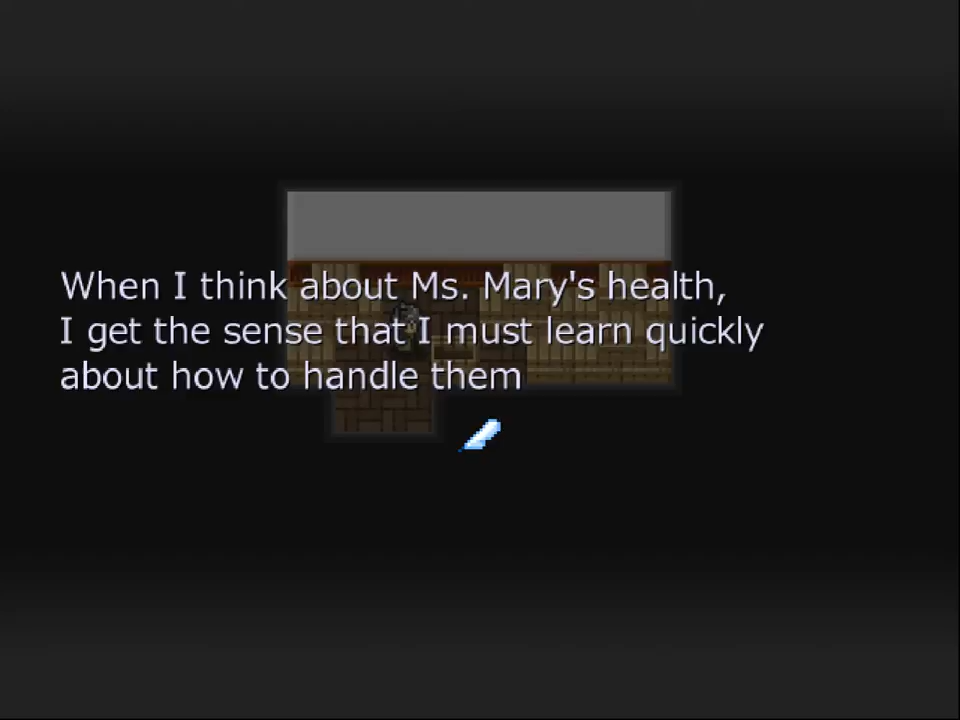 When I think about Ms. Mary's health,
I get the sense that I must learn quickly
about how to handle them